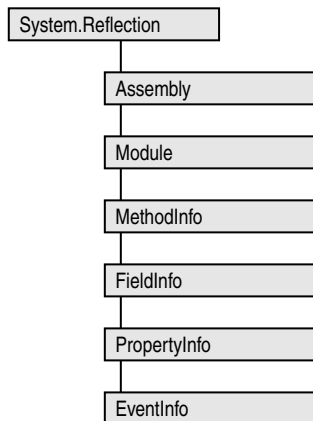 System.Reflection
Assembly
Module
MethodInfo
FieldInfo
PropertyInfo
EventInfo